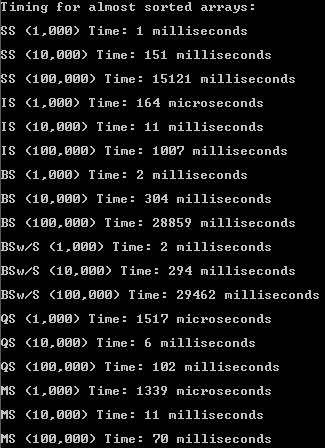 Timing for almost sorted arrays:
SS (1,000) Time: 1 milliseconds
SS (10,000) Time: 151 milliseconds
SS (100,000) Time: 15121 milliseconds
IS (1,000) Time: 164 microseconds
IS (10,000) Time: 11 milliseconds
IS (100,000) Time: 1007 milliseconds
BS (1,000) Time: 2 milliseconds
BS (10,000) Time: 304 milliseconds
BS (100,000) Time: 28859 milliseconds
BSw/S (1,000) Time: 2 milliseconds
BSw/S (10,000) Time: 294 milliseconds
BSw/S (100,000) Time: 29462 milliseconds
QS (1,000) Time: 1517 microseconds
QS (10,000) Time: 6 milliseconds
QS (100,000) Time: 102 milliseconds
MS (1,000) Time: 1339 microseconds
MS (10,000) Time: 11 milliseconds
MS (100,000) Time: 70 milliseconds